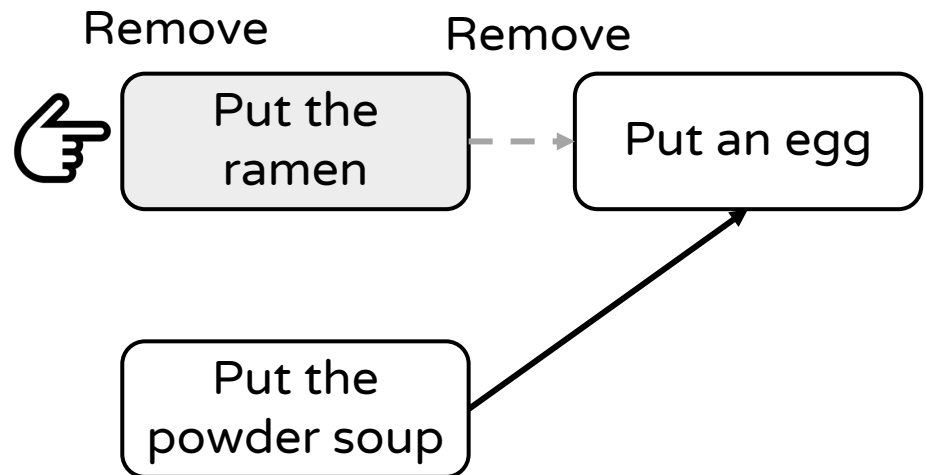 Remove
Remove
Put the
ramen
Put an egg
Put the
powder soup